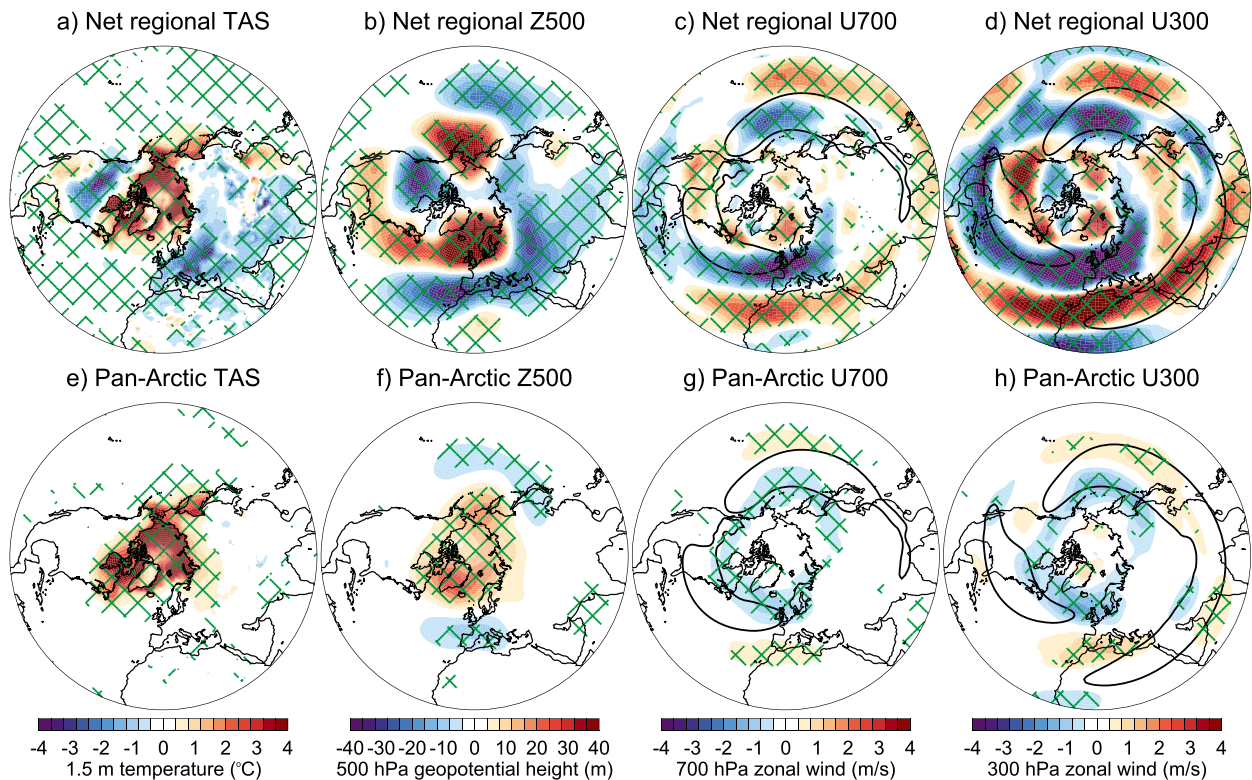 a) Net regional TAS
b) Net regional Z500
c) Net regional U700
d) Net regional U300
e) Pan-Arctic TAS
f) Pan-Arctic Z500
g) Pan-Arctic U700
h) Pan-Arctic U300
-4 -3 -2 -1 0 1 2 3 4
1.5 m temperature (°C)
-40 -30 -20 -10 0 10 20 30 40
500 hPa geopotential height (m)
-4 -3 -2 -1 0 1 2 3 4
700 hPa zonal wind (m/s)
-4 -3 -2 -1 0 1 2 3 4
300 hPa zonal wind (m/s)